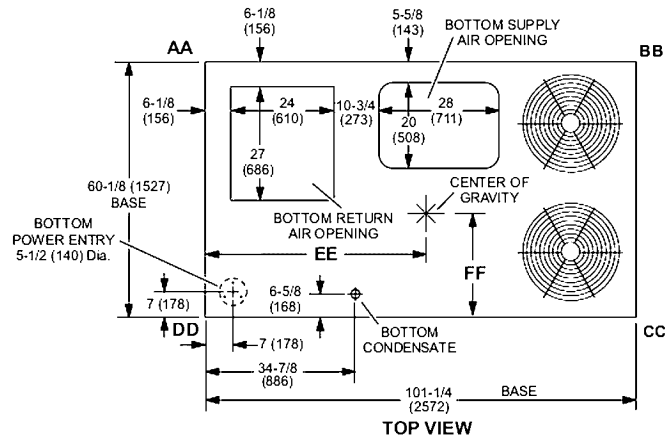 6-1/8
(156)
5-5/8
(143)
BOTTOM SUPPLY
AIR OPENING
AA
BB
6-1/8
(156)
24
(610)
10-3/4
(273)
28
(711)
20
(508)
27
(686)
60-1/8 (1527)
BASE
CENTER OF
GRAVITY
BOTTOM
POWER ENTRY
5-1/2 (140) Dia.
BOTTOM RETURN
AIR OPENING
EE
FF
7 (178)
6-5/8
(168)
DD
7 (178)
BOTTOM
CONDENSATE
CC
34-7/8
(886)
101-1/4
(2572)
BASE
TOP VIEW